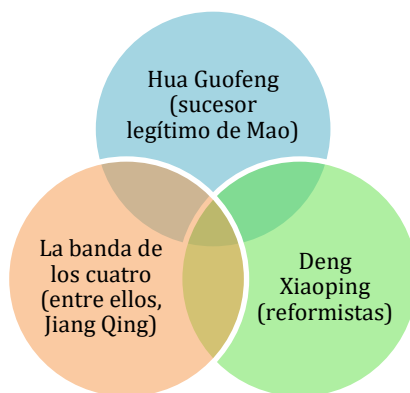 Hua Guofeng
(sucesor
legítimo de Mao)
La banda de
los cuatro
(entre ellos,
Jiang Qing)
Deng
Xiaoping
(reformistas)